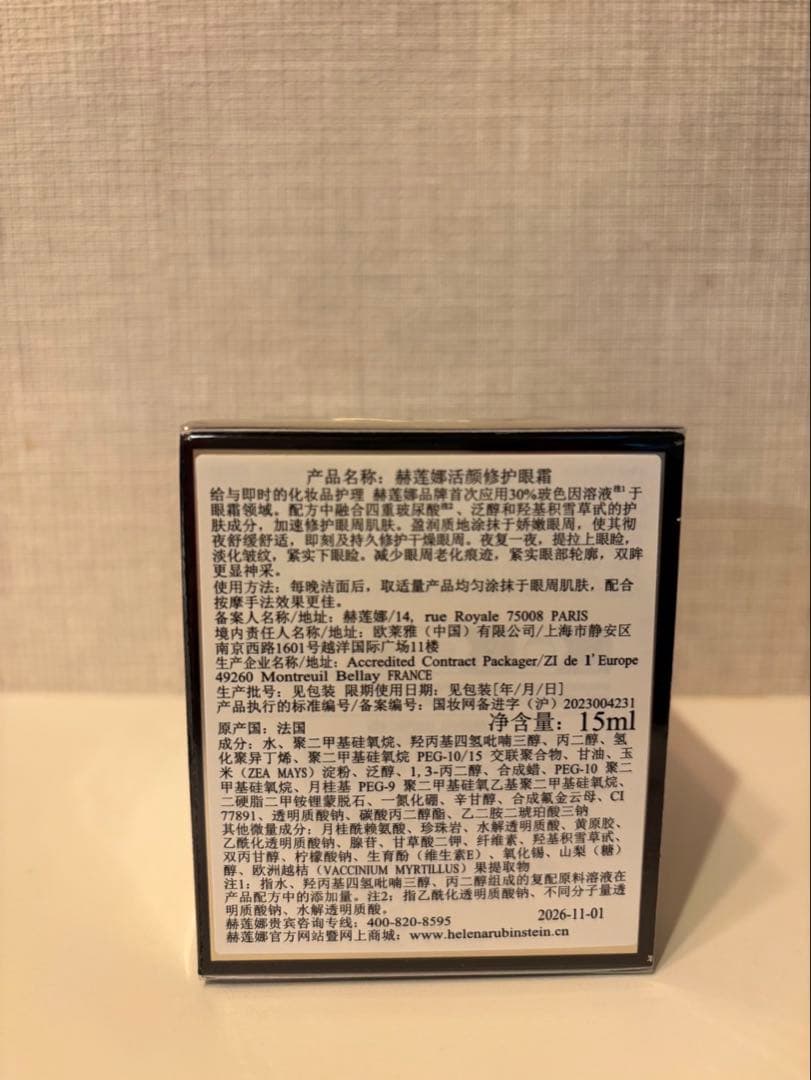 产品名称：赫莲娜活颜修护眼霜
给与即时的化妆品护理 赫莲娜品牌首次应用30%玻色因溶液注1于
眼霜领域。配方中融合四重玻尿酸注2、泛醇和羟基积雪草甙的护
肤成分，加速修护眼周肌肤。盈润质地涂抹于娇嫩眼周，使其彻
夜舒缓舒适，即刻及持久修护干燥眼周。夜复一夜，提拉上眼睑，
淡化皱纹，紧实下眼睑。减少眼周老化痕迹，紧实眼部轮廓，双眸
更显神采。
使用方法：每晚洁面后，取适量产品均匀涂抹于眼周肌肤，配合
按摩手法效果更佳。
备案人名称/地址：赫莲娜/14, rue Royale 75008 PARIS
境内责任人名称/地址：欧莱雅（中国）有限公司/上海市静安区
南京西路1601号越洋国际广场11楼
生产企业名称/地址：Accredited Contract Packager/ZI de l'Europe
49260 Montreuil Bellay FRANCE
生产批号：见包装 限期使用日期：见包装[年/月/日]
产品执行的标准编号/备案编号：国妆网备进字（沪）2023004231
原产国：法国 净含量：15ml
成分：水、聚二甲基硅氧烷、羟丙基四氢吡喃三醇、丙二醇、氢
化聚异丁烯、聚二甲基硅氧烷 PEG-10/15 交联聚合物、甘油、玉
米（ZEA MAYS）淀粉、泛醇、1,3-丙二醇、合成蜡、PEG-10 聚二
甲基硅氧烷、月桂基 PEG-9 聚二甲基硅氧乙基聚二甲基硅氧烷、
二硬脂二甲铵锂蒙脱石、一氮化硼、辛甘醇、合成氟金云母、CI
77891、透明质酸钠、碳酸丙二醇酯、乙二胺二琥珀酸三钠
其他微量成分：月桂酰赖氨酸、珍珠岩、水解透明质酸、黄原胶、
乙酰化透明质酸钠、腺苷、甘草酸二钾、纤维素、羟基积雪草甙、
双丙甘醇、柠檬酸钠、生育酚（维生素E）、氧化锡、山梨（糖）
醇、欧洲越桔（VACCINIUM MYRTILLUS）果提取物
注1：指水、羟丙基四氢吡喃三醇、丙二醇组成的复配原料溶液在
产品配方中的添加量。注2：指乙酰化透明质酸钠、不同分子量透
明质酸钠、水解透明质酸。
赫莲娜贵宾咨询专线：400-820-8595 2026-11-01
赫莲娜官方网站暨网上商城：www.helenarubinstein.cn